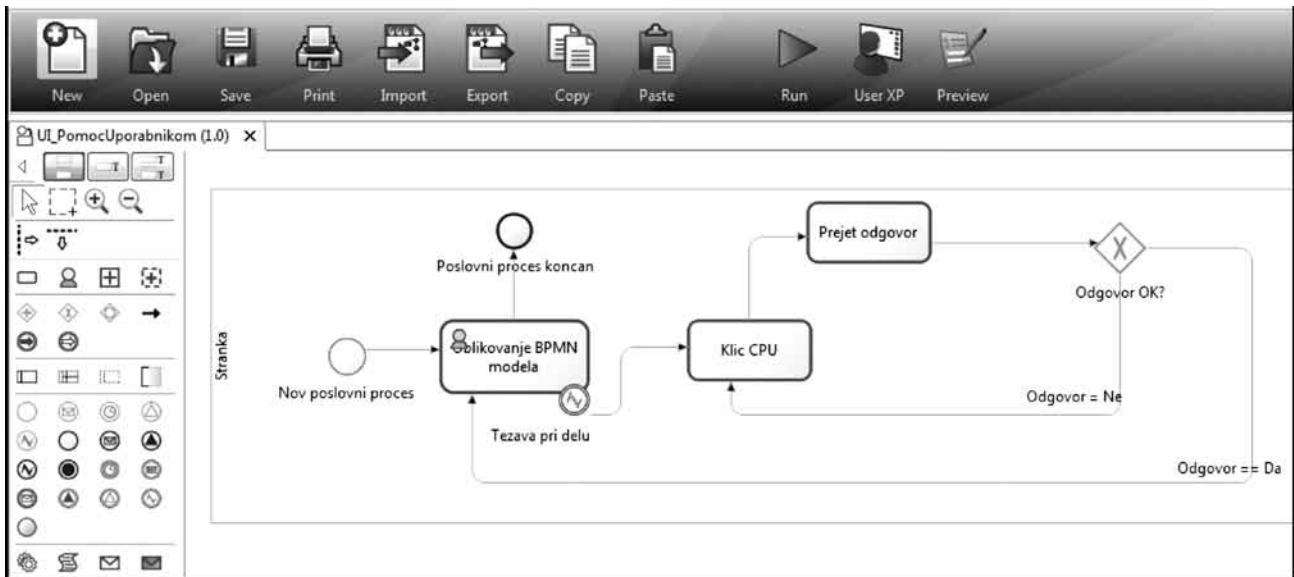 New Open Save Print Import Export Copy Paste Run User XP Preview
UI_PomocUporabnikom (1.0)
Stranka
Nov poslovni proces
Poslovni proces koncan
Oblikovanje BPMN
modela
Tezava pri delu
Klic CPU
Prejet odgovor
Odgovor OK?
Odgovor = Ne
Odgovor == Da